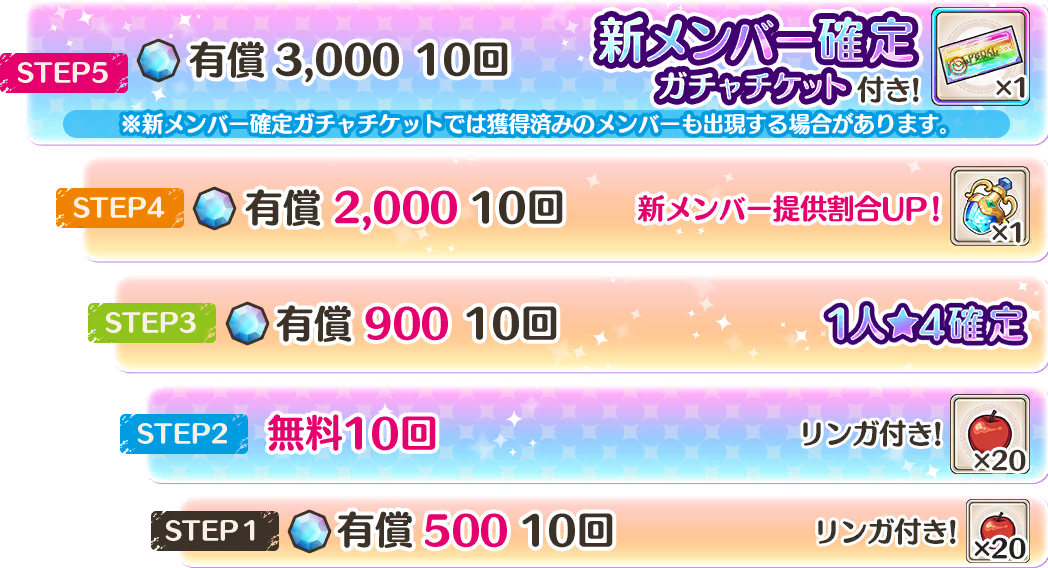 STEP5 有償 3,000 10回 新メンバー確定
ガチャチケット 付き! ×1
※新メンバー確定ガチャチケットでは獲得済みのメンバーも出現する場合があります。
STEP4 有償 2,000 10回 新メンバー提供割合UP! ×1
STEP3 有償 900 10回 1人★4確定
STEP2 無料10回 リンガ付き! ×20
STEP1 有償 500 10回 リンガ付き! ×20